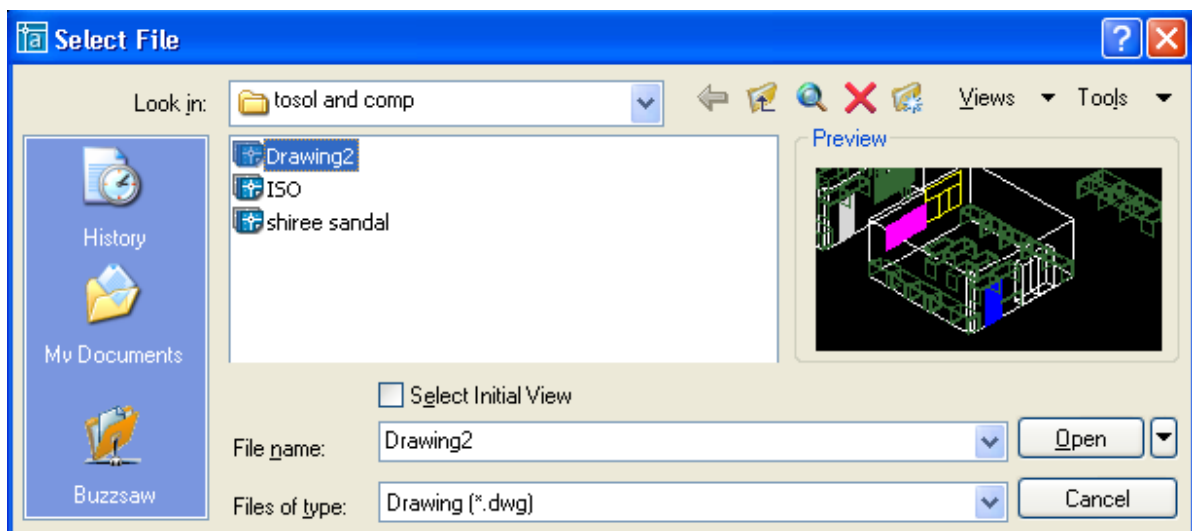 Select File
Look in: tosol and comp Views Tools
Drawing2
ISO
shiree sandal
Preview
History
My Documents
Buzzsaw
Select Initial View
File name: Drawing2 Open
Files of type: Drawing (*.dwg) Cancel